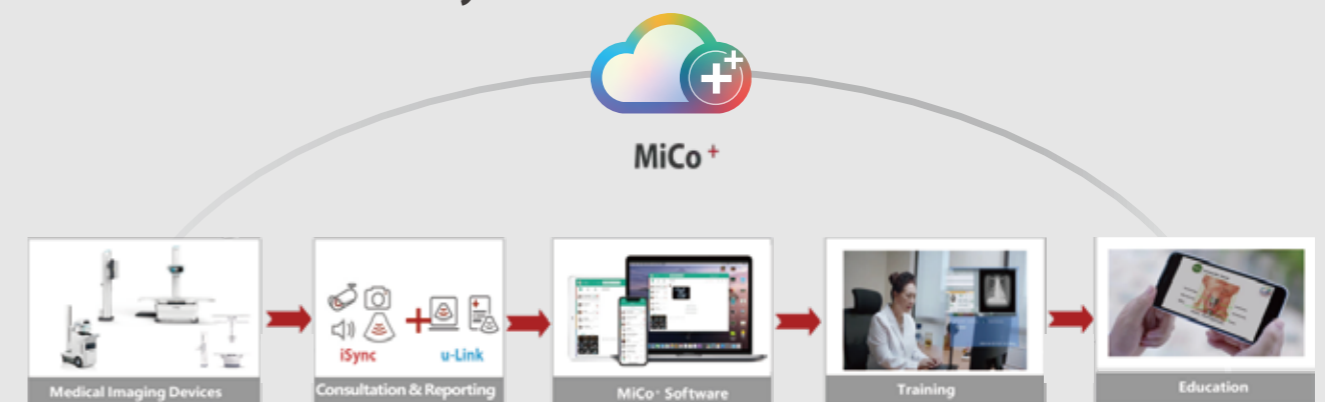 MiCo+
iSync
u-Link
Medical Imaging Devices
Consultation & Reporting
MiCo+ Software
Training
Education